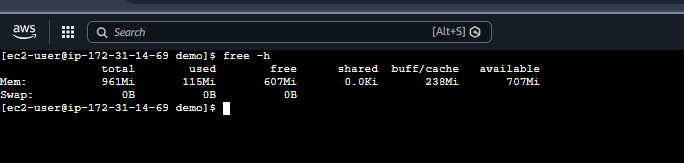 aws Search [Alt+S]
[ec2-user@ip-172-31-14-69 demo]$ free -h
total used free shared buff/cache available
Mem: 961Mi 115Mi 607Mi 0.0Ki 238Mi 707Mi
Swap: 0B 0B 0B
[ec2-user@ip-172-31-14-69 demo]$